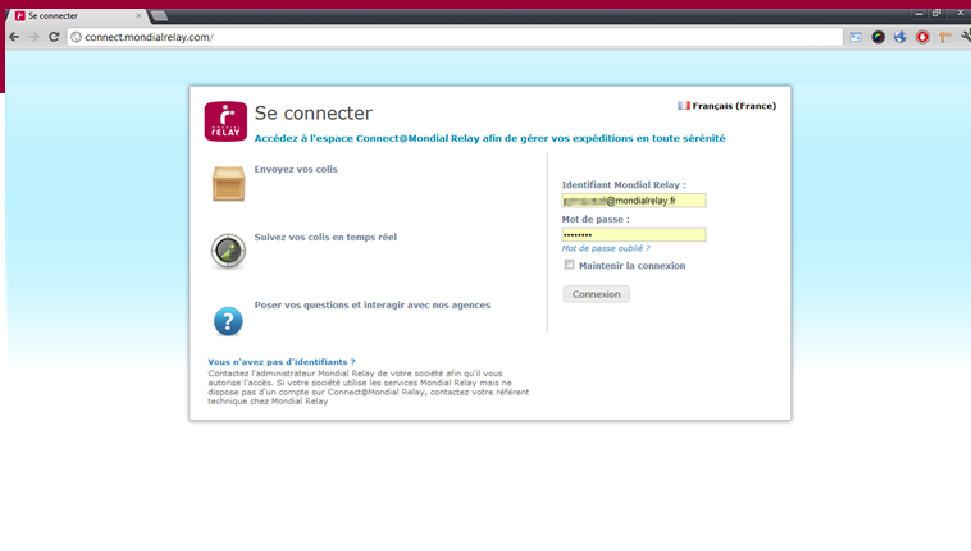 Se connecter
connect.mondialrelay.com/
MONDIAL
RELAY
Se connecter
Français (France)
Accédez à l'espace Connect@Mondial Relay afin de gérer vos expéditions en toute sérénité
Envoyez vos colis
Suivez vos colis en temps réel
Poser vos questions et interagir avec nos agences
Identifiant Mondial Relay :
@mondialrelay.fr
Mot de passe :
••••••••
Mot de passe oublié ?
Maintenir la connexion
Connexion
Vous n'avez pas d'identifiants ?
Contactez l'administrateur Mondial Relay de votre société afin qu'il vous
autorise l'accès. Si votre société utilise les services Mondial Relay mais ne
dispose pas d'un compte sur Connect@Mondial Relay, contactez votre référent
technique chez Mondial Relay